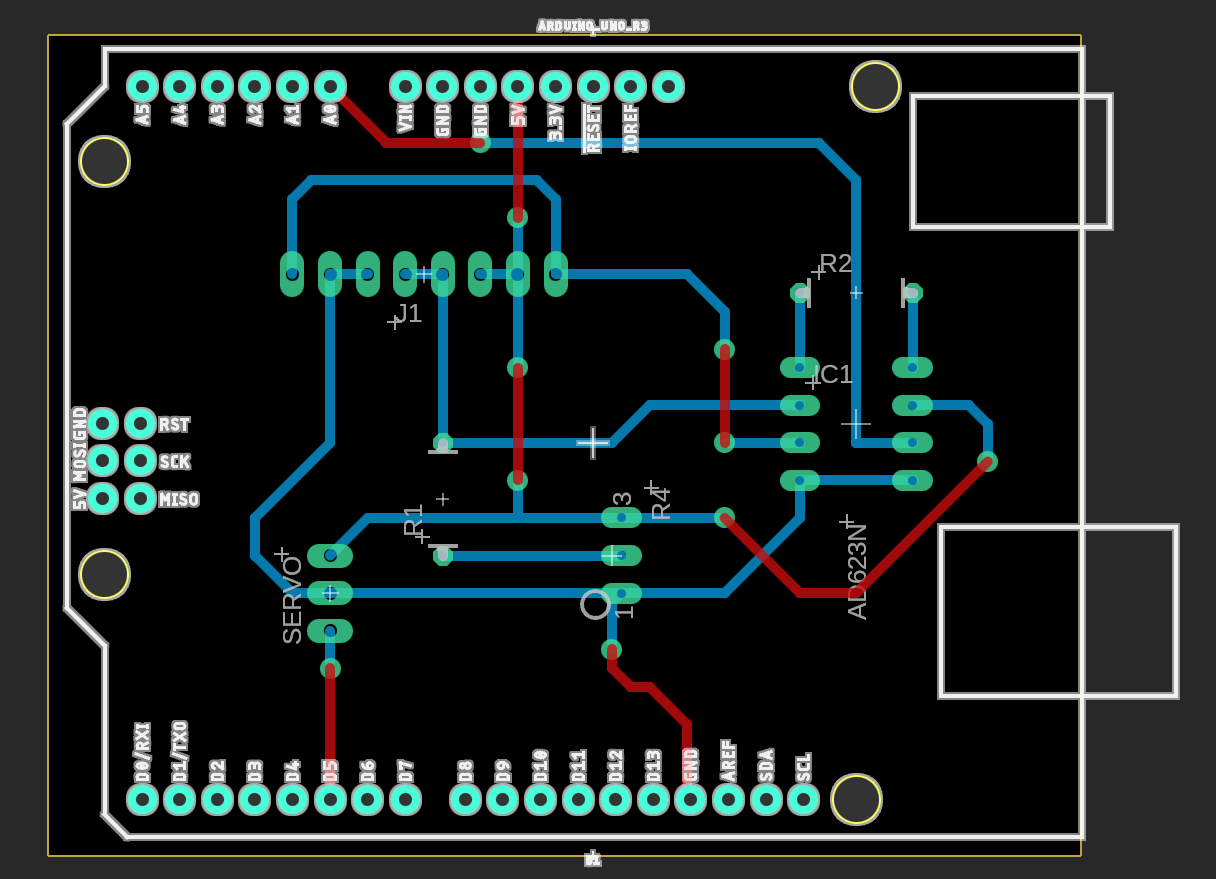 ARDUINO_UNO_R3
A5 A4 A3 A2 A1 A0 VIN GND GND 5V 3.3V RESET IOREF
R2
J1
IC1
GND RST
MOSI SCK
5V MISO
R1 3 R4
SERVO AD623N
1
D0/RXI D1/TXO D2 D3 D4 D5 D6 D7 D8 D9 D10 D11 D12 D13 GND AREF SDA SCL